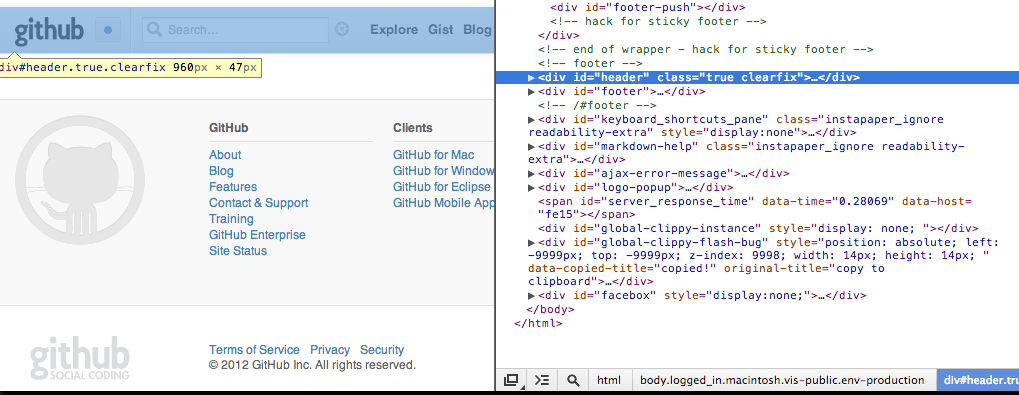 github
Search...
Explore Gist Blog
div#header.true.clearfix 960px × 47px
GitHub
About
Blog
Features
Contact & Support
Training
GitHub Enterprise
Site Status
Clients
GitHub for Mac
GitHub for Window
GitHub for Eclipse
GitHub Mobile App
github
SOCIAL CODING
Terms of Service Privacy Security
© 2012 GitHub Inc. All rights reserved.
<div id="footer-push"></div>
<!-- hack for sticky footer -->
</div>
<!-- end of wrapper - hack for sticky footer -->
<!-- footer -->
▶<div id="header" class="true clearfix">…</div>
▶<div id="footer">…</div>
<!-- /#footer -->
▶<div id="keyboard_shortcuts_pane" class="instapaper_ignore
readability-extra" style="display:none">…</div>
▶<div id="markdown-help" class="instapaper_ignore readability-
extra">…</div>
▶<div id="ajax-error-message">…</div>
▶<div id="logo-popup">…</div>
<span id="server_response_time" data-time="0.28069" data-host=
"fe15"></span>
<div id="global-clippy-instance" style="display: none; "></div>
▶<div id="global-clippy-flash-bug" style="position: absolute; left:
-9999px; top: -9999px; z-index: 9998; width: 14px; height: 14px; "
data-copied-title="copied!" original-title="copy to
clipboard">…</div>
▶<div id="facebox" style="display:none;">…</div>
</body>
</html>
html body.logged_in.macintosh.vis-public.env-production div#header.tru